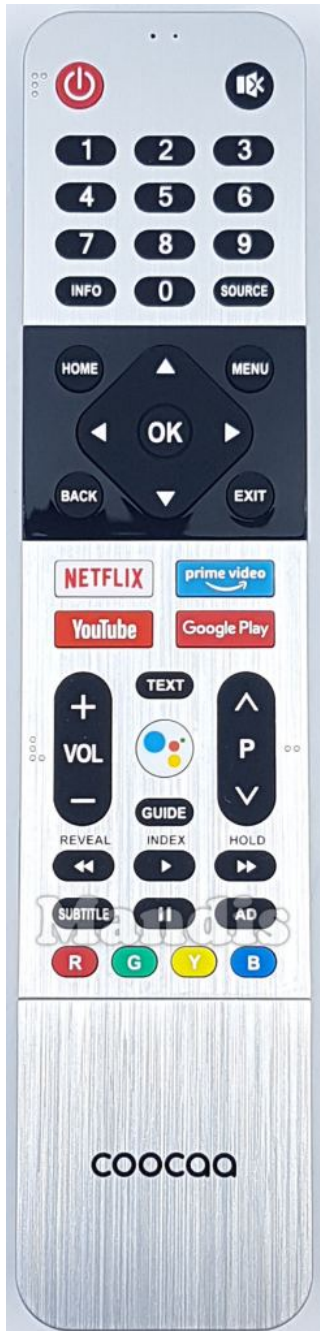 1 2 3
4 5 6
7 8 9
INFO 0 SOURCE
HOME MENU
OK
BACK EXIT
NETFLIX prime video
YouTube Google Play
TEXT
+ ∧
VOL P
− ∨
GUIDE
REVEAL INDEX HOLD
SUBTITLE AD
Mandis
R G Y B
coocaa